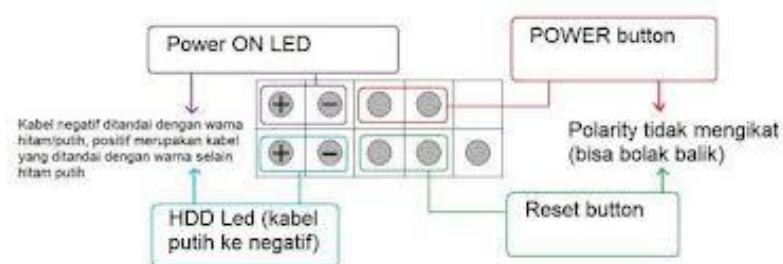 Power ON LED
POWER button
Kabel negatif ditandai dengan warna
hitam/putih, positif merupakan kabel
yang ditandai dengan warna selain
hitam putih
Polarity tidak mengikat
(bisa bolak balik)
HDD Led (kabel
putih ke negatif)
Reset button